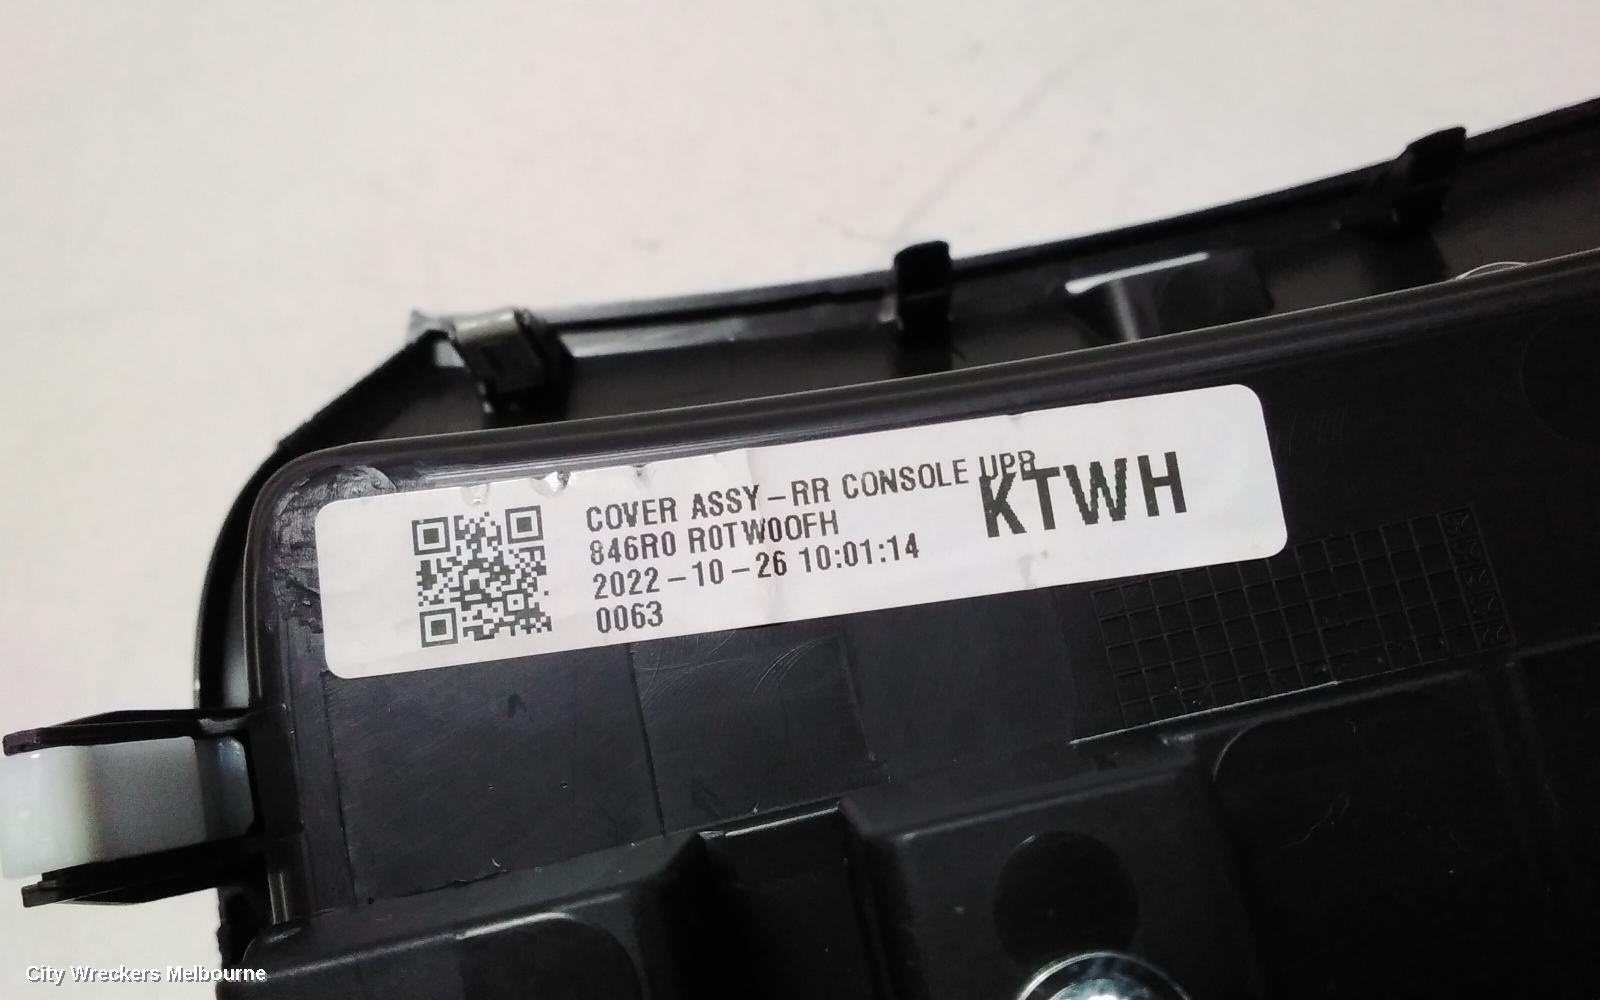 COVER ASSY-RR CONSOLE UPR
KTWH
846R0 R0TW00FH
2022-10-26 10:01:14
0063
City Wreckers Melbourne